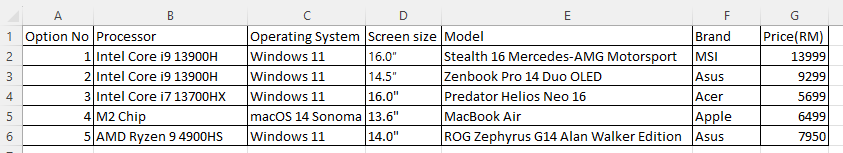 A B C D E F G
1 Option No Processor Operating System Screen size Model Brand Price(RM)
2 1 Intel Core i9 13900H Windows 11 16.0" Stealth 16 Mercedes-AMG Motorsport MSI 13999
3 2 Intel Core i9 13900H Windows 11 14.5" Zenbook Pro 14 Duo OLED Asus 9299
4 3 Intel Core i7 13700HX Windows 11 16.0" Predator Helios Neo 16 Acer 5699
5 4 M2 Chip macOS 14 Sonoma 13.6" MacBook Air Apple 6499
6 5 AMD Ryzen 9 4900HS Windows 11 14.0" ROG Zephyrus G14 Alan Walker Edition Asus 7950